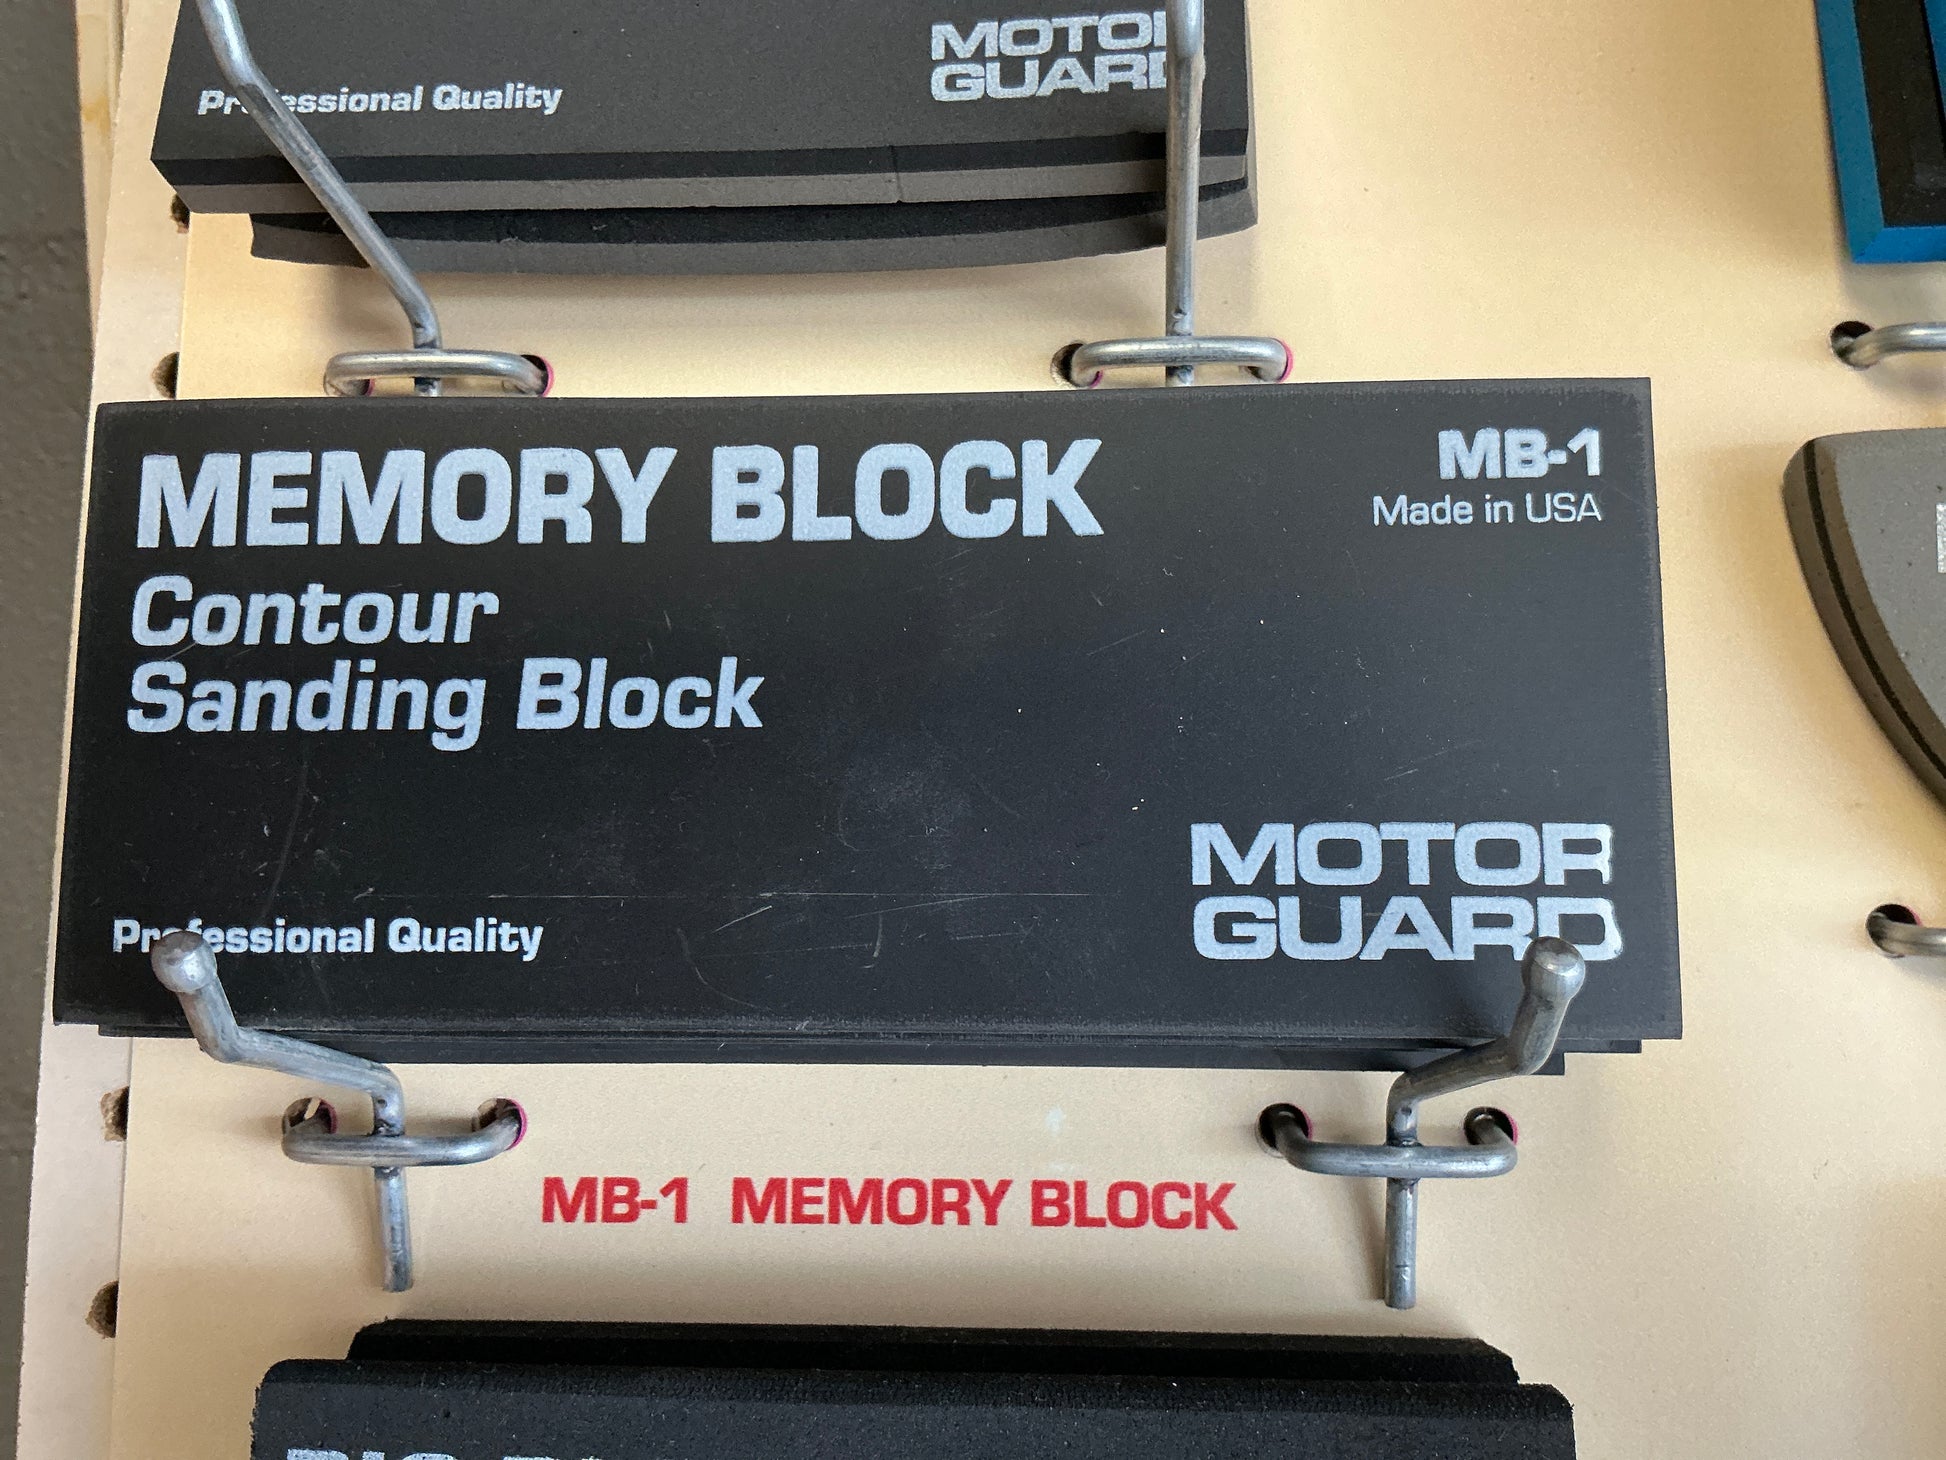 MOTOR
GUARD
Professional Quality
MEMORY BLOCK
MB-1
Made in USA
Contour
Sanding Block
MOTOR
GUARD
Professional Quality
MB-1 MEMORY BLOCK